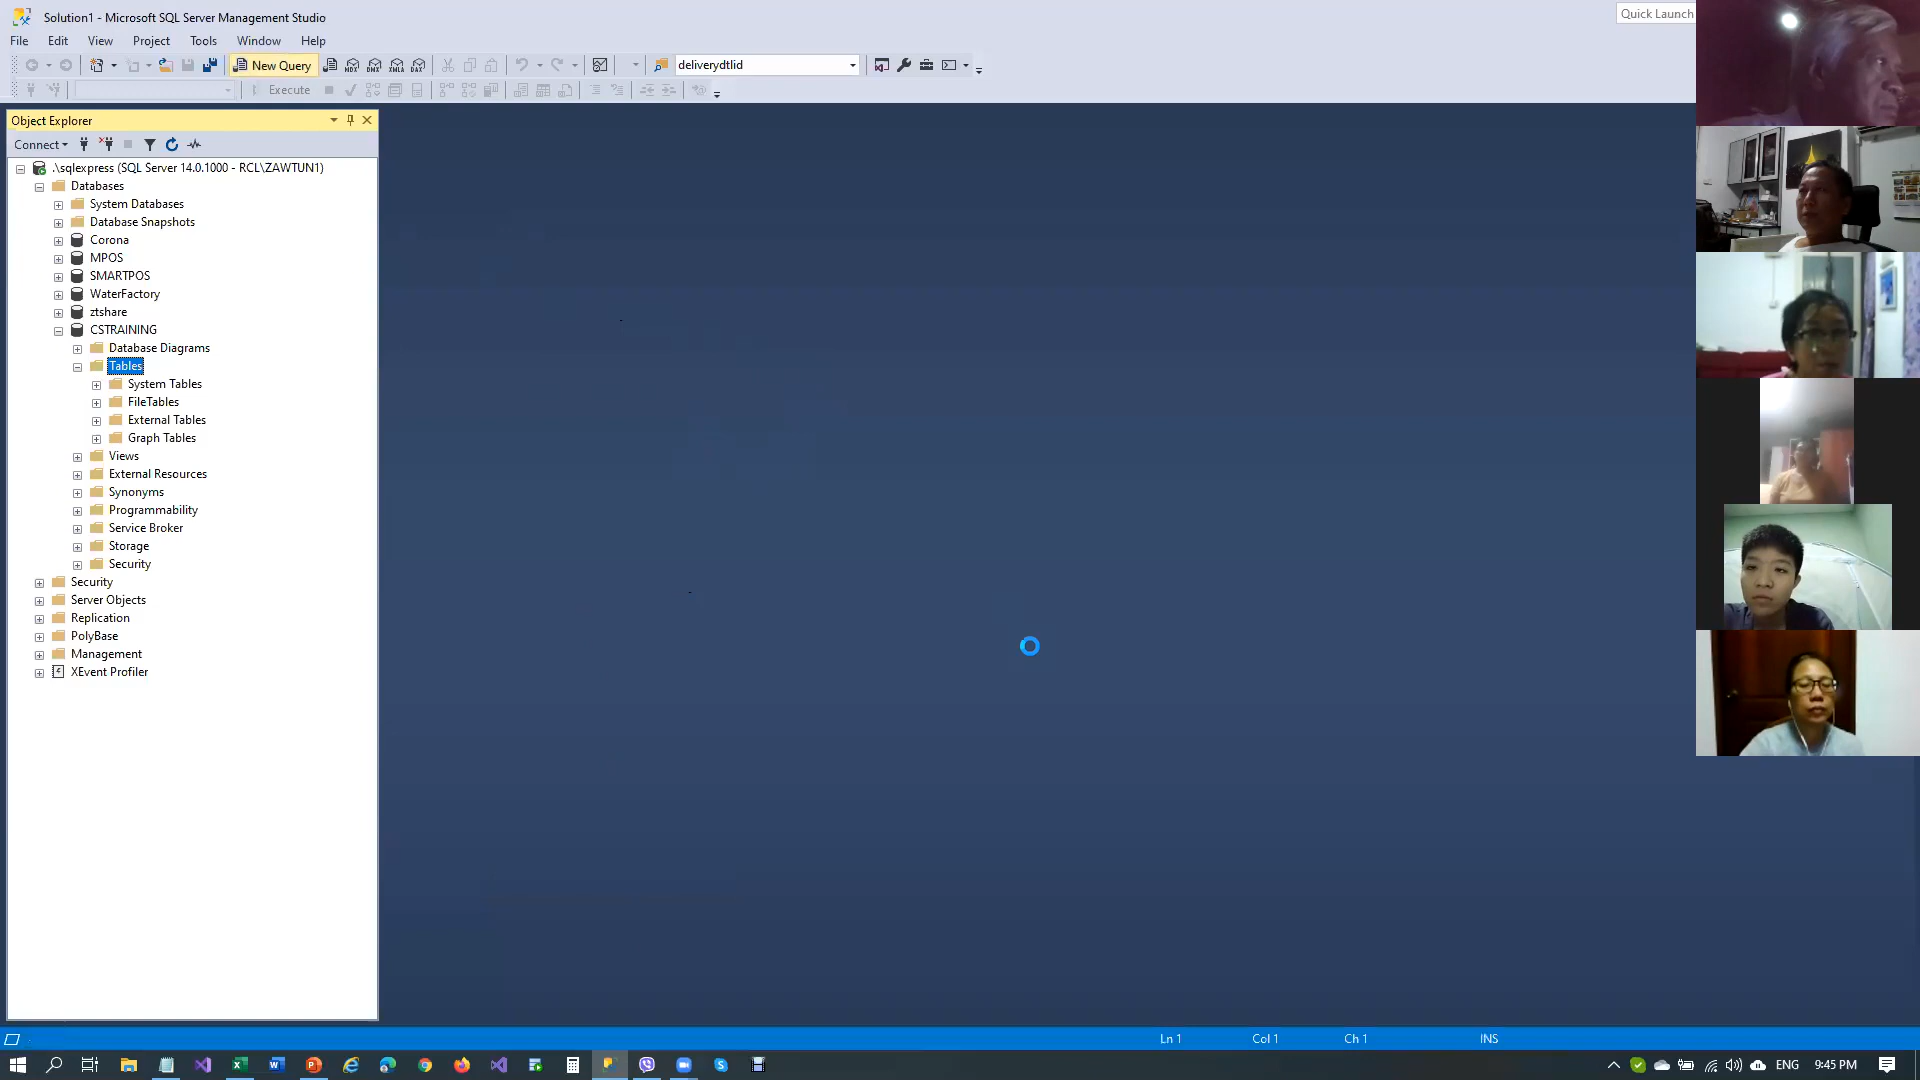 Solution1 - Microsoft SQL Server Management Studio
Quick Launch
File Edit View Project Tools Window Help
New Query
MDX DMX XMLA DAX
deliverydtlid
Execute
Object Explorer
Connect
.\sqlexpress (SQL Server 14.0.1000 - RCL\ZAWTUN1)
Databases
System Databases
Database Snapshots
Corona
MPOS
SMARTPOS
WaterFactory
ztshare
CSTRAINING
Database Diagrams
Tables
System Tables
FileTables
External Tables
Graph Tables
Views
External Resources
Synonyms
Programmability
Service Broker
Storage
Security
Security
Server Objects
Replication
PolyBase
Management
XEvent Profiler
Ln 1 Col 1 Ch 1 INS
ENG 9:45 PM